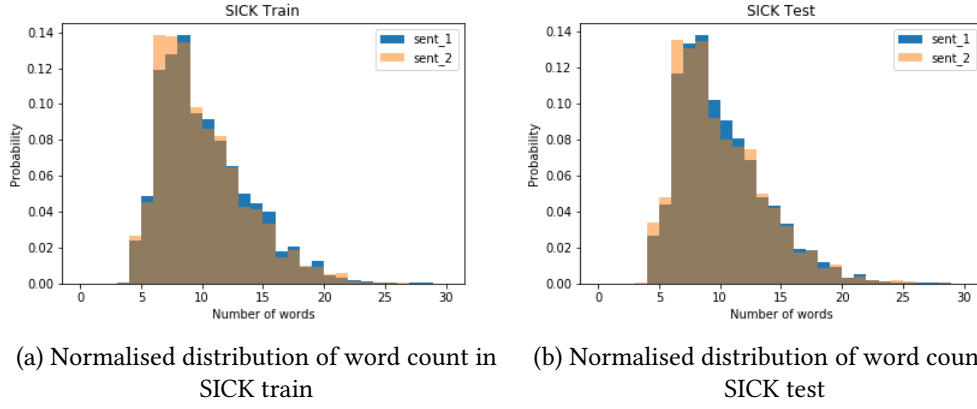 SICK Train
0.14
0.12
0.10
0.08
0.06
0.04
0.02
0.00
Probability
0 5 10 15 20 25 30
Number of words
sent_1
sent_2
(a) Normalised distribution of word count in
SICK train
SICK Test
0.14
0.12
0.10
0.08
0.06
0.04
0.02
0.00
Probability
0 5 10 15 20 25 30
Number of words
sent_1
sent_2
(b) Normalised distribution of word coun
SICK test